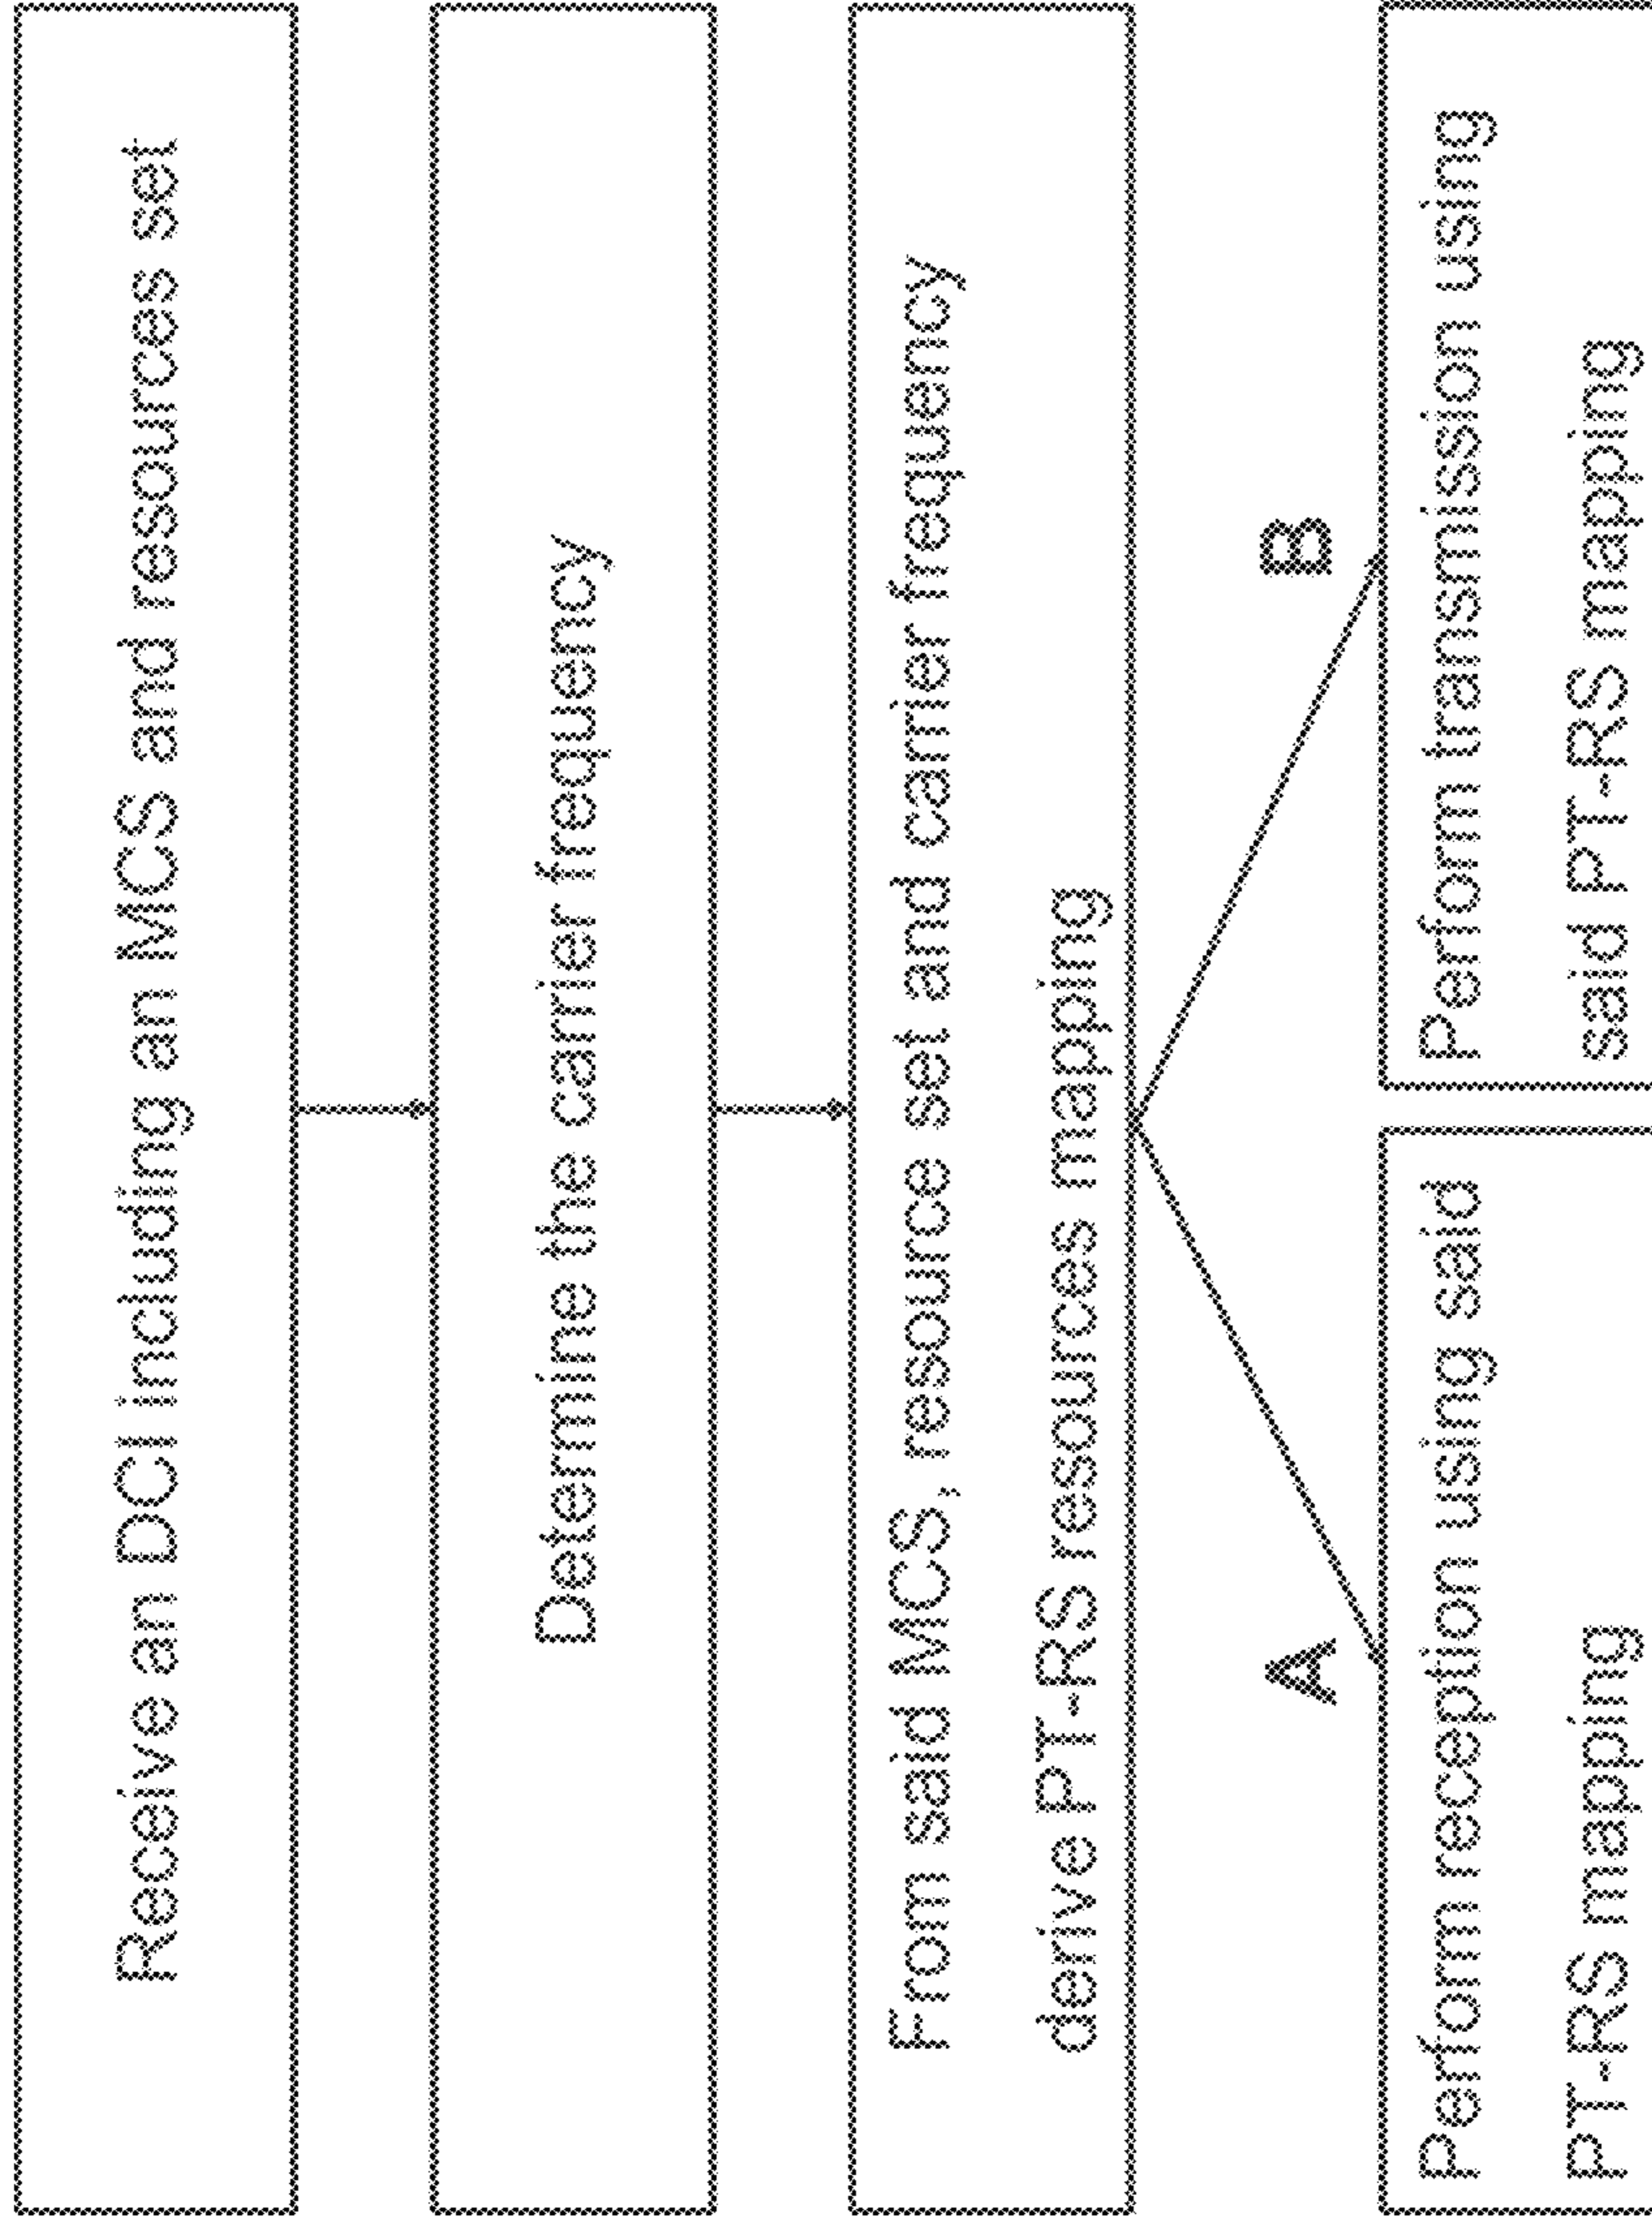 Receive an DCI including an MCS and resources set
Determine the carrier frequency
From said MCS, resource set and carrier frequency
derive PT-RS resources mapping
A
B
Perform reception using said
PT-RS mapping
Perform transmission using
said PT-RS mapping